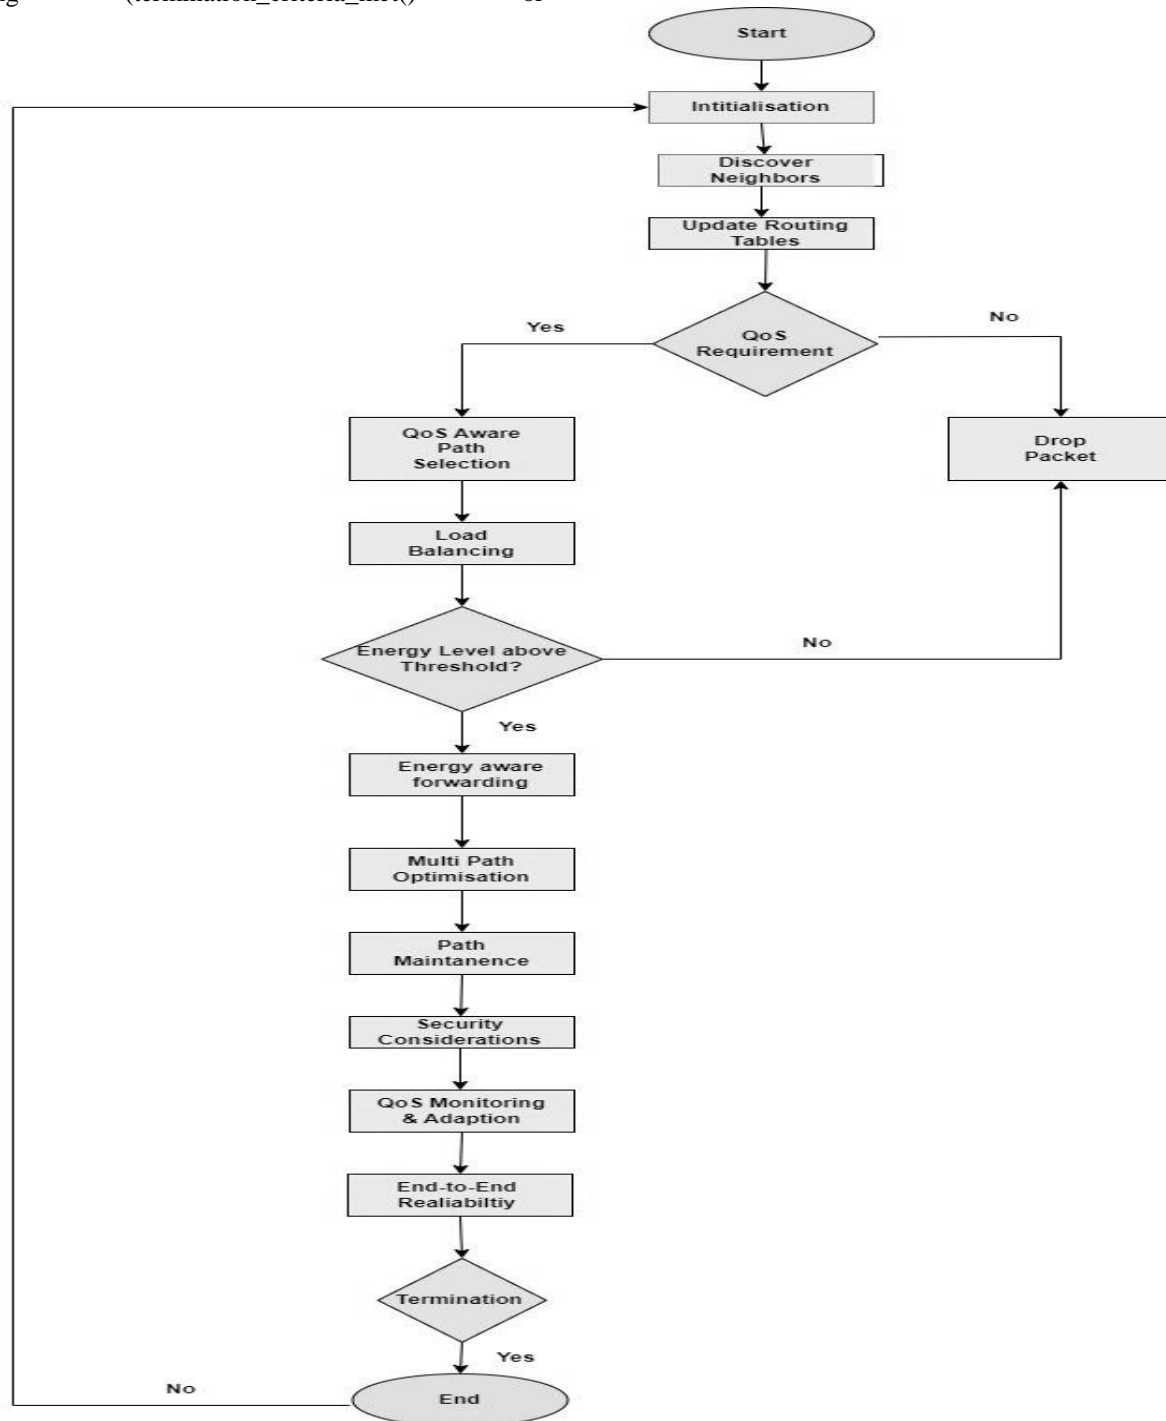 (termination_criteria_met()
Start
Intitialisation
Discover
Neighbors
Update Routing
Tables
QoS
Requirement
Yes
No
QoS Aware
Path
Selection
Drop
Packet
Load
Balancing
Energy Level above
Threshold?
No
Yes
Energy aware
forwarding
Multi Path
Optimisation
Path
Maintanence
Security
Considerations
QoS Monitoring
& Adaption
End-to-End
Realiabiltiy
Termination
Yes
No
End